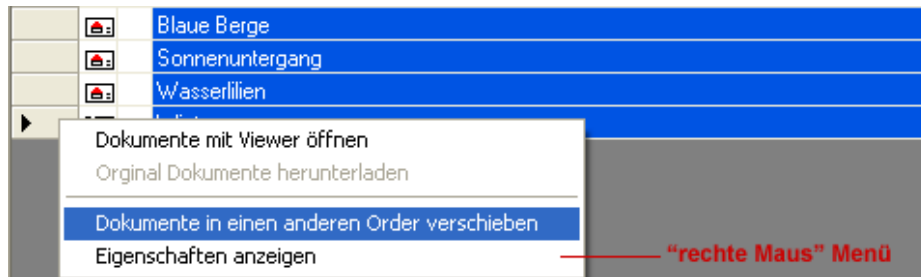 Blaue Berge
Sonnenuntergang
Wasserlilien
Dokumente mit Viewer öffnen
Orginal Dokumente herunterladen
Dokumente in einen anderen Order verschieben
Eigenschaften anzeigen
“rechte Maus” Menü